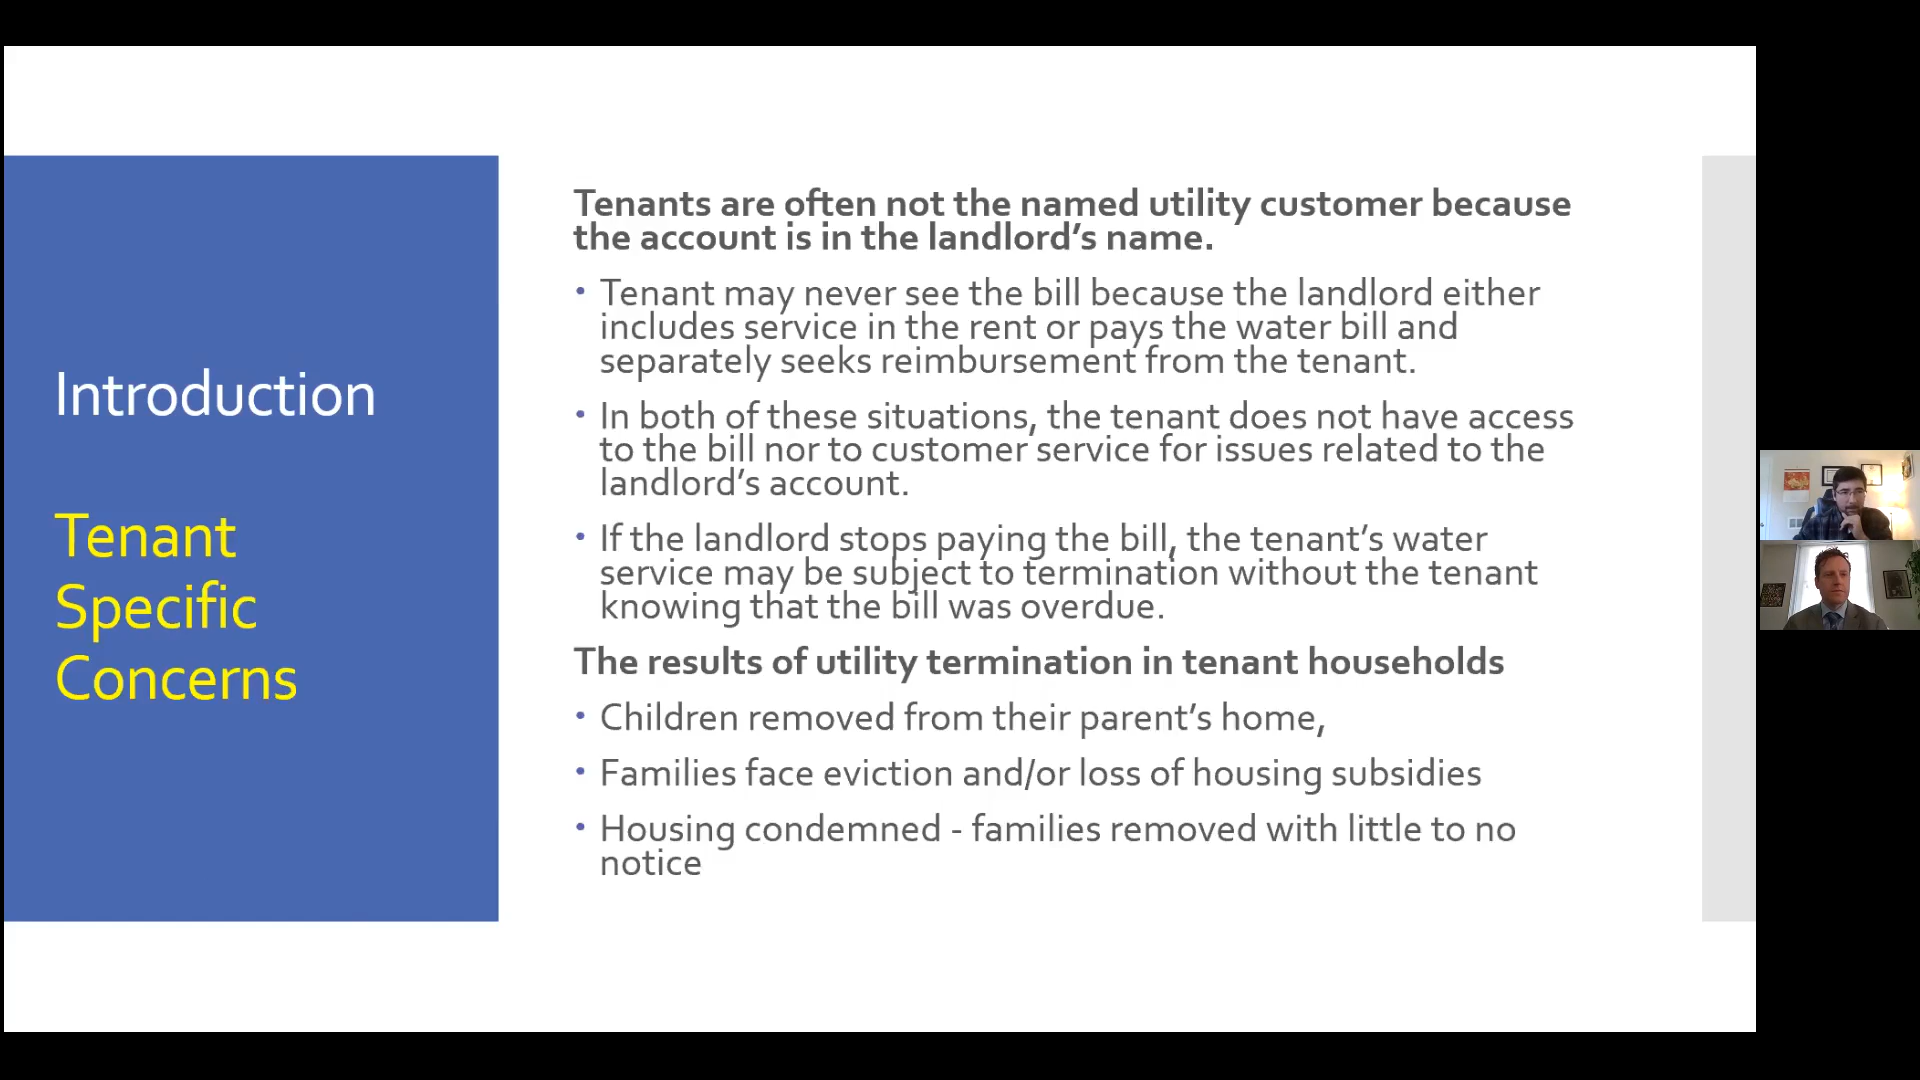 Introduction
Tenant
Specific
Concerns
Tenants are often not the named utility customer because
the account is in the landlord’s name.
• Tenant may never see the bill because the landlord either
includes service in the rent or pays the water bill and
separately seeks reimbursement from the tenant.
• In both of these situations, the tenant does not have access
to the bill nor to customer service for issues related to the
landlord’s account.
• If the landlord stops paying the bill, the tenant’s water
service may be subject to termination without the tenant
knowing that the bill was overdue.
The results of utility termination in tenant households
• Children removed from their parent’s home,
• Families face eviction and/or loss of housing subsidies
• Housing condemned - families removed with little to no
notice